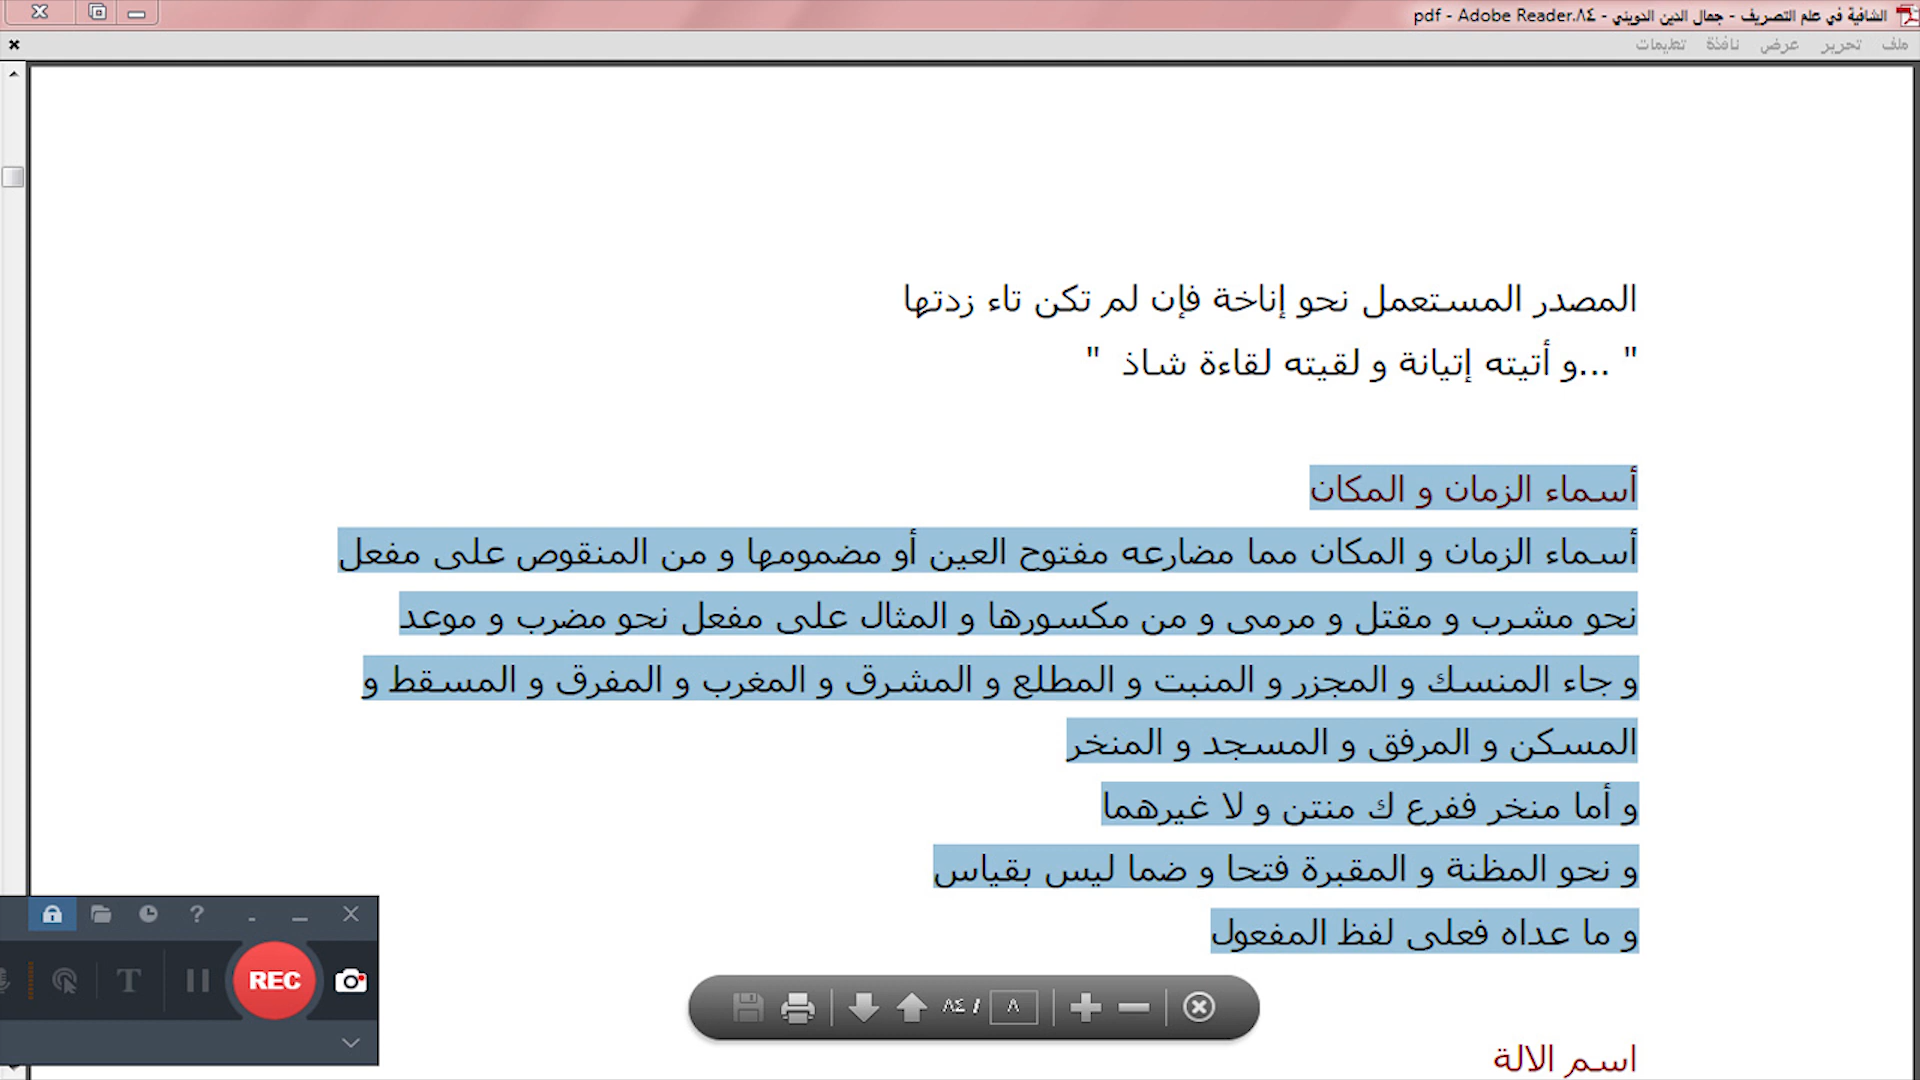 الشافية في علم التصريف - جمال الدين الدويني - ٨٤.pdf - Adobe Reader
ملف تحرير عرض نافذة تعليمات
المصدر المستعمل نحو إناخة فإن لم تكن تاء زدتها
" ...و أتيته إتيانة و لقيته لقاءة شاذ "
أسماء الزمان و المكان
أسماء الزمان و المكان مما مضارعه مفتوح العين أو مضمومها و من المنقوص على مفعل
نحو مشرب و مقتل و مرمى و من مكسورها و المثال على مفعل نحو مضرب و موعد
و جاء المنسك و المجزر و المنبت و المطلع و المشرق و المغرب و المفرق و المسقط و
المسكن و المرفق و المسجد و المنخر
و أما منخر ففرع ك منتن و لا غيرهما
و نحو المظنة و المقبرة فتحا و ضما ليس بقياس
و ما عداه فعلى لفظ المفعول
T REC
٨٤ / ٨
اسم الالة